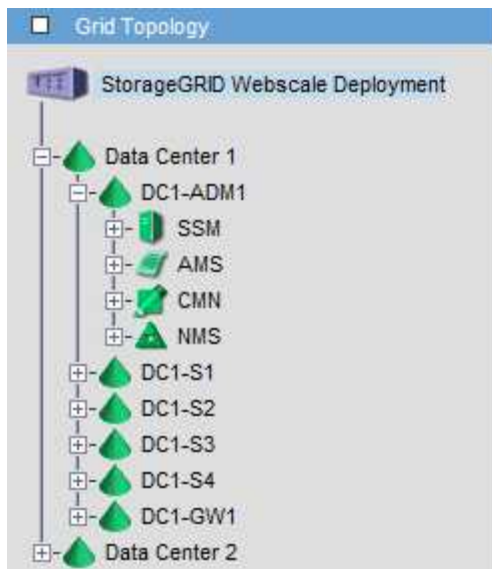 Grid Topology
StorageGRID Webscale Deployment
Data Center 1
DC1-ADM1
SSM
AMS
CMN
NMS
DC1-S1
DC1-S2
DC1-S3
DC1-S4
DC1-GW1
Data Center 2